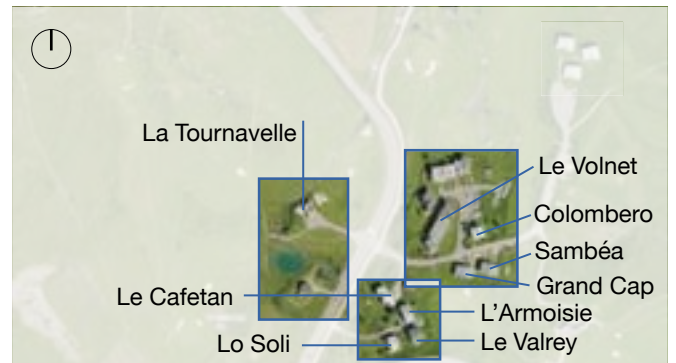 La Tournavelle
Le Volnet
Colombero
Sambéa
Grand Cap
Le Cafetan
L'Armoisie
Lo Soli
Le Valrey